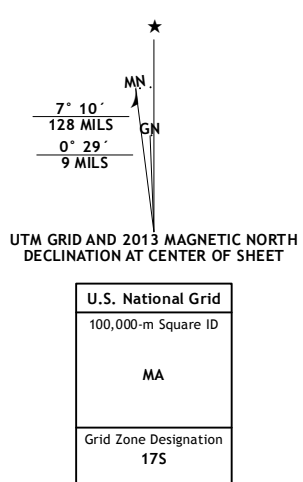 ★
MN
7° 10´
128 MILS
GN
0° 29´
9 MILS
UTM GRID AND 2013 MAGNETIC NORTH
DECLINATION AT CENTER OF SHEET
U.S. National Grid
100,000-m Square ID
MA
Grid Zone Designation
17S